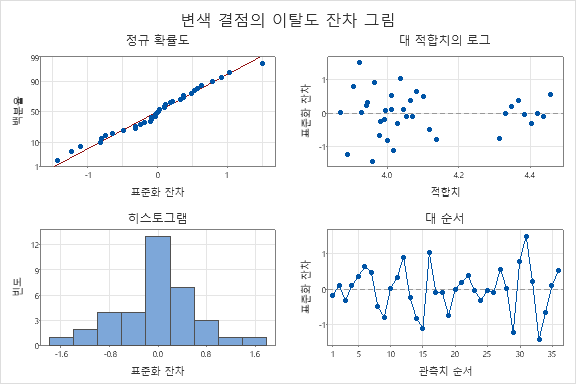 변색 결점의 이탈도 잔차 그림
정규 확률도
99
90
50
10
1
백분율
-1
0
1
표준화 잔차
대 적합치의 로그
1
0
-1
표준화 잔차
4.0
4.2
4.4
적합치
히스토그램
12
9
6
3
0
빈도
-1.6
-0.8
0.0
0.8
1.6
표준화 잔차
대 순서
1
0
-1
표준화 잔차
1
5
10
15
20
25
30
35
관측치 순서